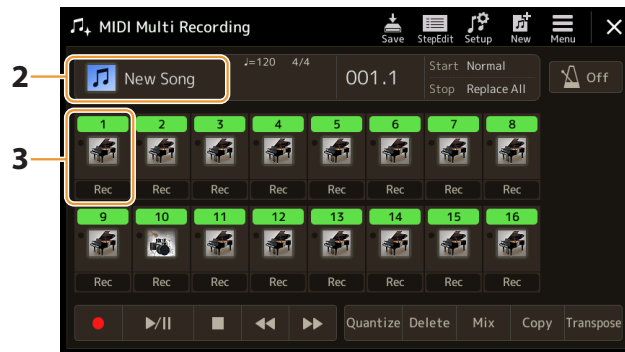 MIDI Multi Recording
Save StepEdit Setup New Menu
2
New Song
♩=120 4/4
001.1
Start Normal
Stop Replace All
Off
3
1 2 3 4 5 6 7 8
Rec Rec Rec Rec Rec Rec Rec Rec
9 10 11 12 13 14 15 16
Rec Rec Rec Rec Rec Rec Rec Rec
Quantize Delete Mix Copy Transpose